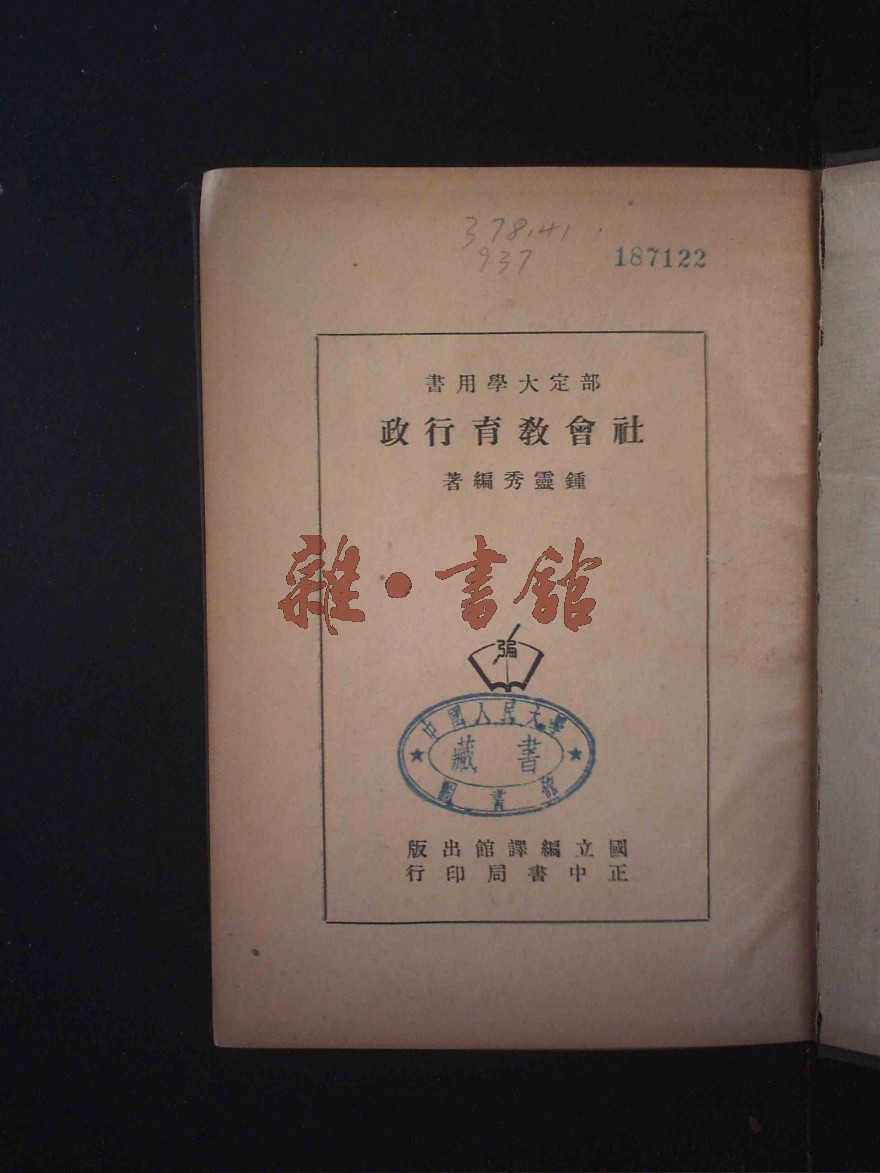 378.41
937
187122
部定大學用書
社會教育行政
鍾靈秀編著
雜·書館
編
中國人民大學
藏書
圖書館
國立編譯館出版
正中書局印行